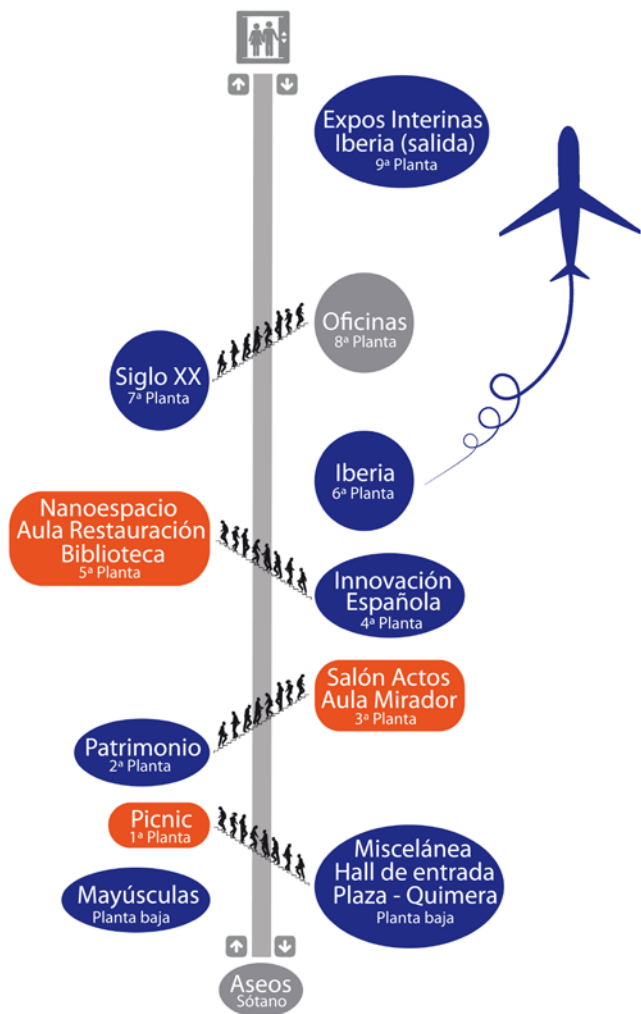 Expos Interinas
Iberia (salida)
9ª Planta
Oficinas
8ª Planta
Siglo XX
7ª Planta
Iberia
6ª Planta
Nanoespacio
Aula Restauración
Biblioteca
5ª Planta
Innovación
Española
4ª Planta
Salón Actos
Aula Mirador
3ª Planta
Patrimonio
2ª Planta
Picnic
1ª Planta
Miscelánea
Hall de entrada
Plaza - Quimera
Planta baja
Mayúsculas
Planta baja
Aseos
Sótano